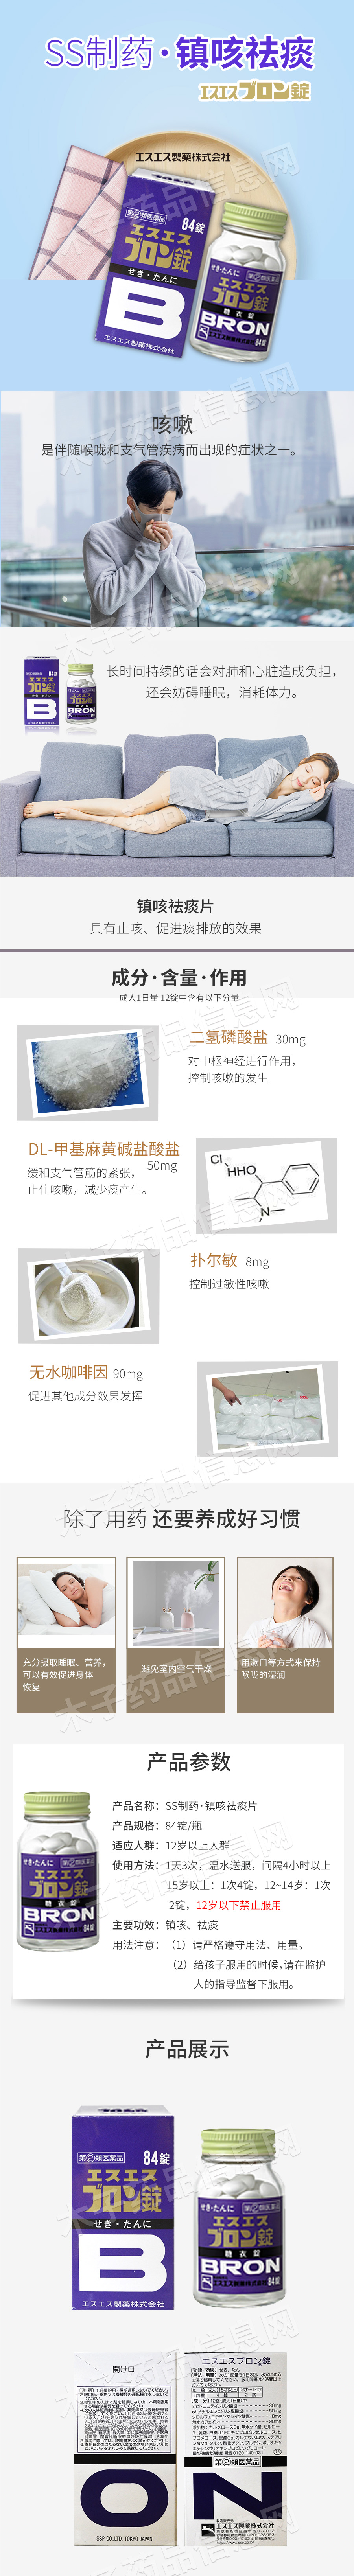 SS制药·镇咳祛痰
エスエスブロン錠
エスエス製薬株式会社
指定②類医薬品
84錠
エスエス
ブロン錠
せき・たんに
B
エスエス製薬株式会社
せき・たんに
指定②類医薬品
エスエス
ブロン錠
糖衣錠
BRON
エスエス製薬 84錠
咳嗽
是伴随喉咙和支气管疾病而出现的症状之一。
长时间持续的话会对肺和心脏造成负担，
还会妨碍睡眠，消耗体力。
镇咳祛痰片
具有止咳、促进痰排放的效果
成分·含量·作用
成人1日量 12锭中含有以下分量
二氢磷酸盐 30mg
对中枢神经进行作用，
控制咳嗽的发生
DL-甲基麻黄碱盐酸盐
50mg
缓和支气管筋的紧张，
止住咳嗽，减少痰产生。
Cl
HHO
N
扑尔敏 8mg
控制过敏性咳嗽
无水咖啡因 90mg
促进其他成分效果发挥
除了用药 还要养成好习惯
充分摄取睡眠、营养，
可以有效促进身体
恢复
避免室内空气干燥
用漱口等方式来保持
喉咙的湿润
产品参数
产品名称：SS制药·镇咳祛痰片
产品规格：84锭/瓶
适应人群：12岁以上人群
使用方法：1天3次，温水送服，间隔4小时以上
15岁以上：1次4锭，12~14岁：1次
2锭，12岁以下禁止服用
主要功效：镇咳、祛痰
用法注意：（1）请严格遵守用法、用量。
（2）给孩子服用的时候，请在监护
人的指导监督下服用。
产品展示
指定②類医薬品
84錠
エスエス
ブロン錠
せき・たんに
B
エスエス製薬株式会社
せき・たんに
指定②類医薬品
エスエス
ブロン錠
糖衣錠
BRON
エスエス製薬 84錠
開け口
O
SSP CO.,LTD. TOKYO JAPAN
エスエスブロン錠
指定②類医薬品
N
エスエス製薬株式会社
木子药品信息网